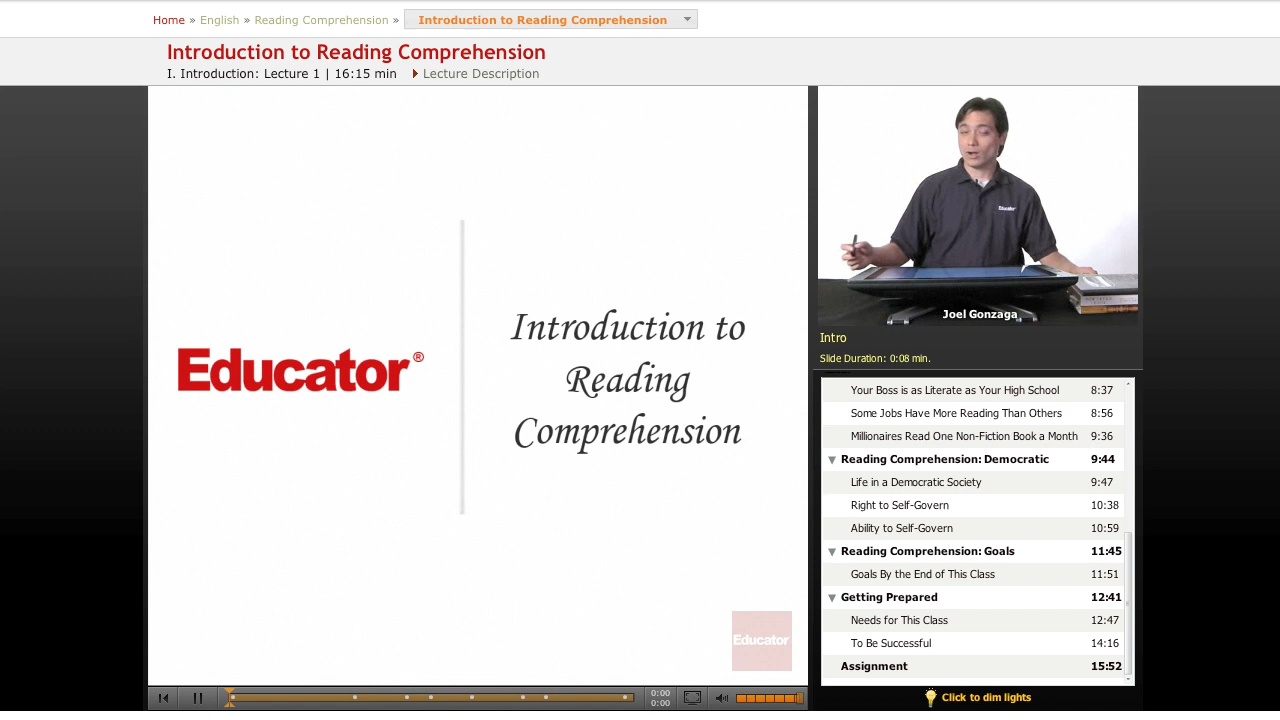 Home » English » Reading Comprehension » Introduction to Reading Comprehension
Introduction to Reading Comprehension
I. Introduction: Lecture 1 | 16:15 min Lecture Description
Educator®
Introduction to
Reading
Comprehension
Educator
0:00
0:00
Educator
Joel Gonzaga
Intro
Slide Duration: 0:08 min.
Your Boss is as Literate as Your High School 8:37
Some Jobs Have More Reading Than Others 8:56
Millionaires Read One Non-Fiction Book a Month 9:36
Reading Comprehension: Democratic 9:44
Life in a Democratic Society 9:47
Right to Self-Govern 10:38
Ability to Self-Govern 10:59
Reading Comprehension: Goals 11:45
Goals By the End of This Class 11:51
Getting Prepared 12:41
Needs for This Class 12:47
To Be Successful 14:16
Assignment 15:52
Click to dim lights